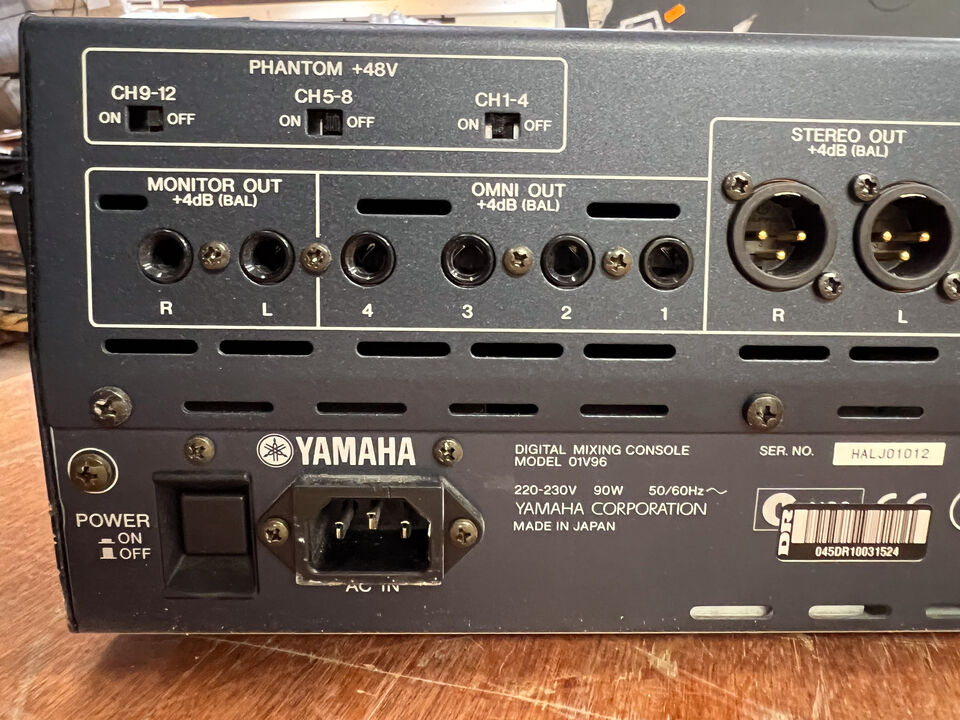 PHANTOM +48V
CH9-12
CH5-8
CH1-4
ON OFF
ON OFF
ON OFF
STEREO OUT
+4dB (BAL)
MONITOR OUT
+4dB (BAL)
OMNI OUT
+4dB (BAL)
R L 4 3 2 1 R L
YAMAHA
DIGITAL MIXING CONSOLE
MODEL 01V96
SER. NO. HALJ01012
220-230V 90W 50/60Hz~
YAMAHA CORPORATION
MADE IN JAPAN
POWER
ON
OFF
AC IN
CE
DR
045DR10031524